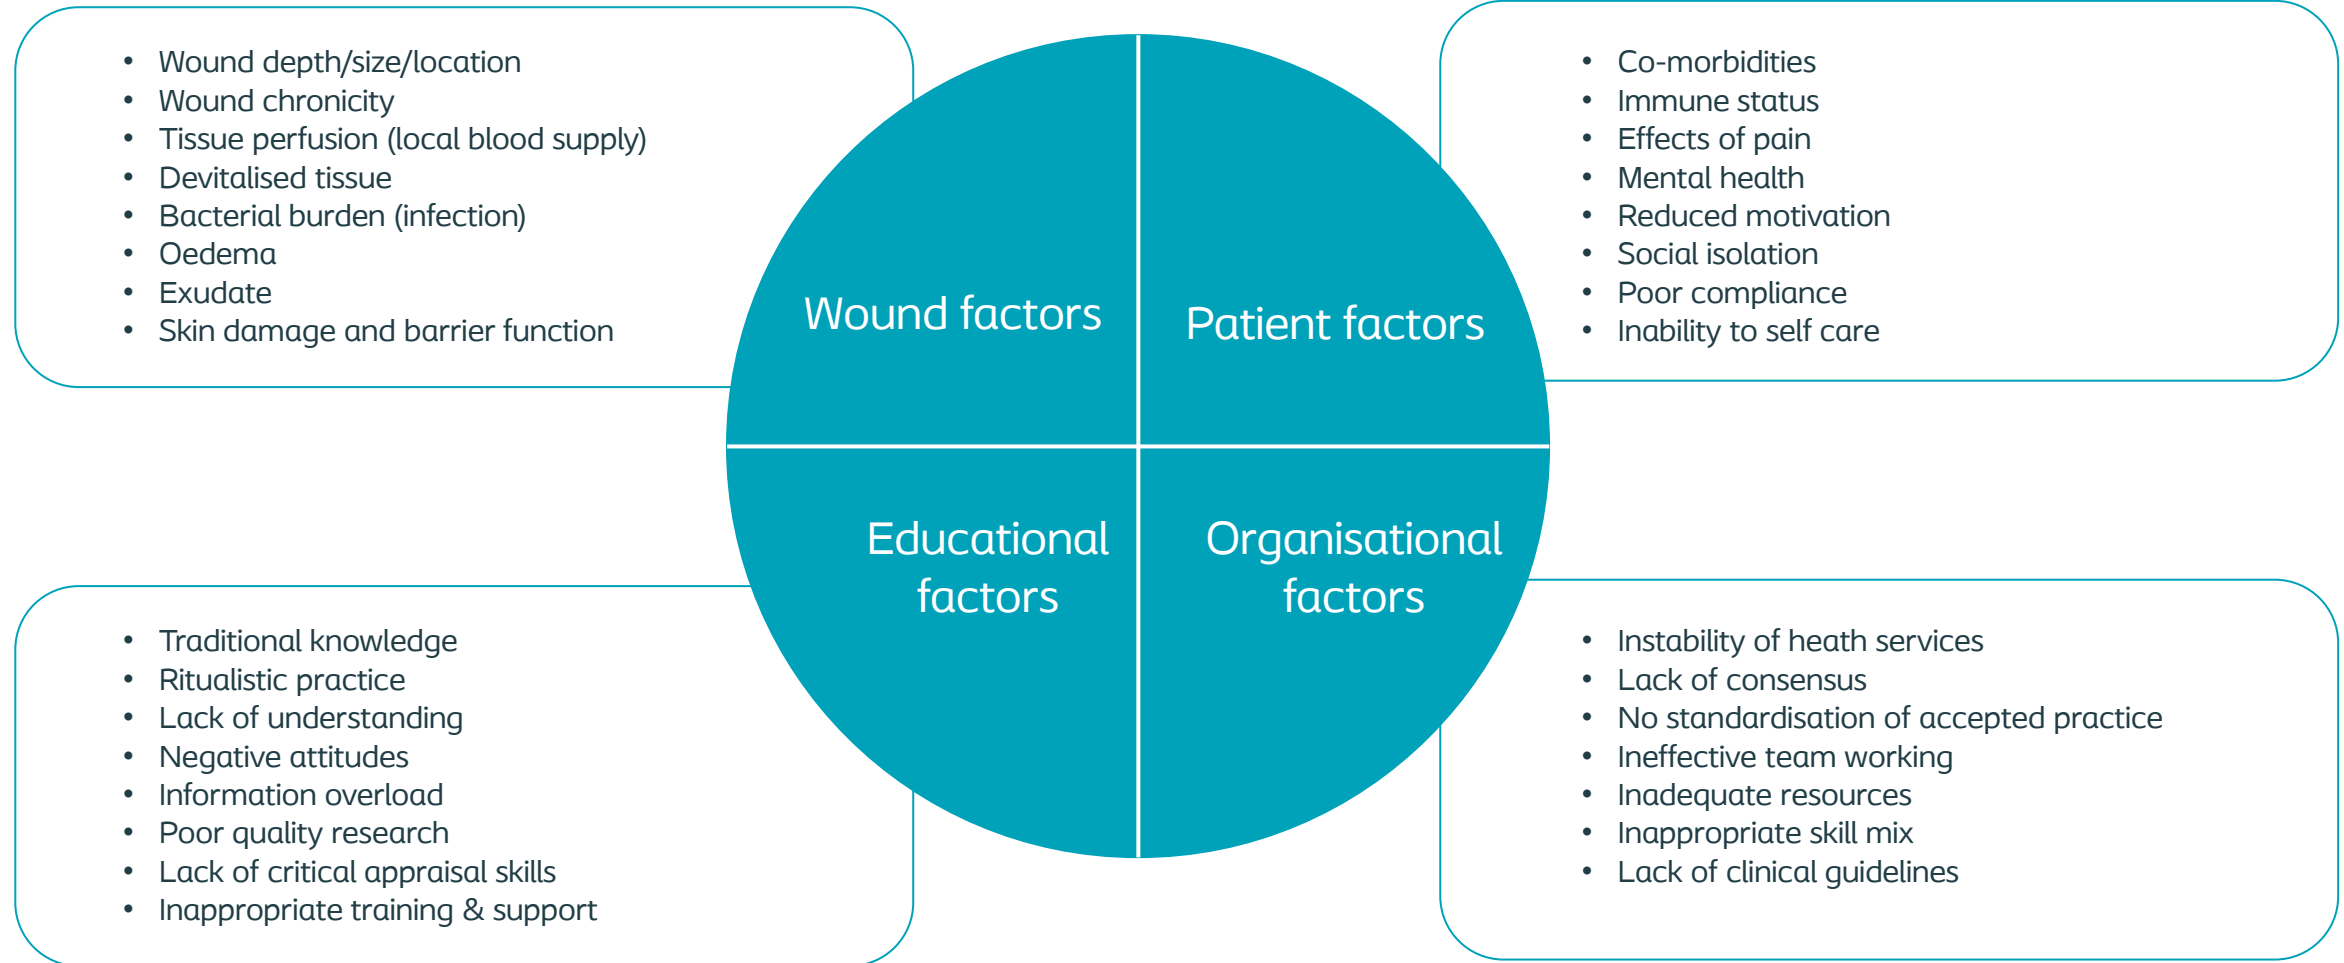 • Wound depth/size/location
• Wound chronicity
• Tissue perfusion (local blood supply)
• Devitalised tissue
• Bacterial burden (infection)
• Oedema
• Exudate
• Skin damage and barrier function
Wound factors
Patient factors
• Co-morbidities
• Immune status
• Effects of pain
• Mental health
• Reduced motivation
• Social isolation
• Poor compliance
• Inability to self care
• Traditional knowledge
• Ritualistic practice
• Lack of understanding
• Negative attitudes
• Information overload
• Poor quality research
• Lack of critical appraisal skills
• Inappropriate training & support
Educational
factors
Organisational
factors
• Instability of heath services
• Lack of consensus
• No standardisation of accepted practice
• Ineffective team working
• Inadequate resources
• Inappropriate skill mix
• Lack of clinical guidelines